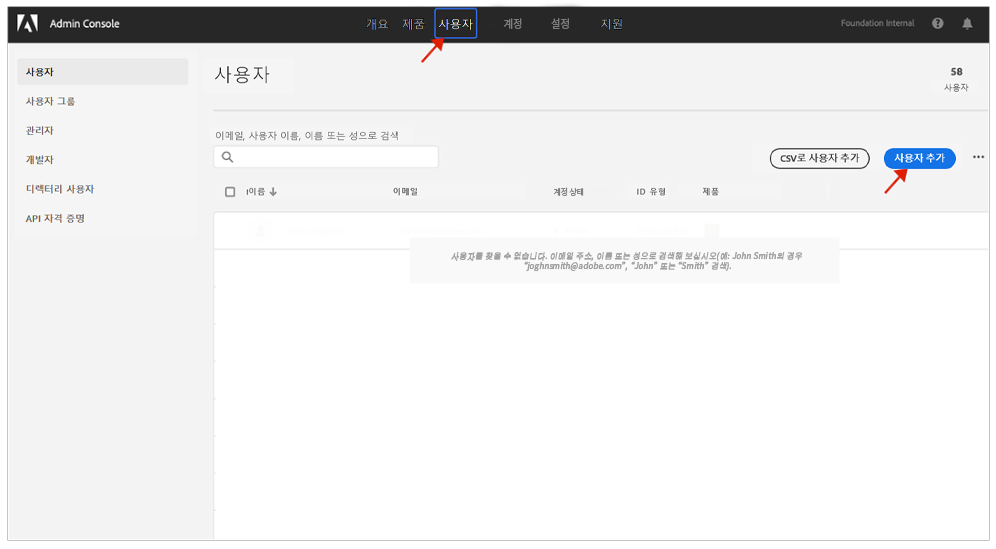 Admin Console
개요 제품 사용자 계정 설정 지원
Foundation Internal
사용자
사용자 그룹
관리자
개발자
디렉터리 사용자
API 자격 증명
사용자
58
사용자
이메일, 사용자 이름, 이름 또는 성으로 검색
CSV로 사용자 추가
사용자 추가
I이름
이메일
계정상태
ID 유형
제품
사용자를 찾을 수 없습니다. 이메일 주소, 이름 또는 성으로 검색해 보십시오(예: John Smith의 경우
"joghnsmith@adobe.com", "John" 또는 "Smith" 검색).